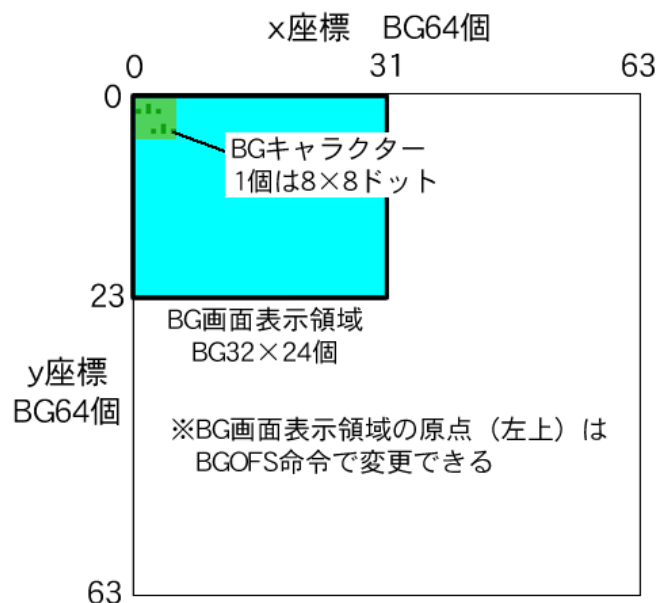 x座標　BG64個
0 31 63
0
BGキャラクター
1個は8×8ドット
23
BG画面表示領域
BG32×24個
y座標
BG64個
※BG画面表示領域の原点（左上）は
BGOFS命令で変更できる
63